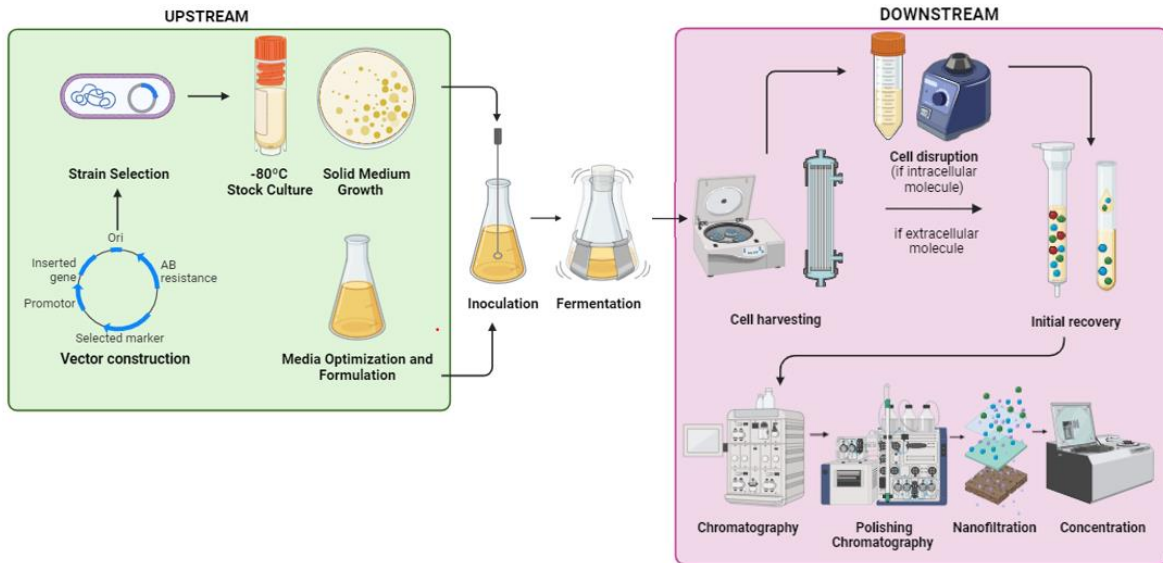 UPSTREAM
Strain Selection
-80ºC
Stock Culture
Solid Medium
Growth
Ori
Inserted
gene
AB
resistance
Promotor
Selected marker
Vector construction
Media Optimization and
Formulation
Inoculation
Fermentation
DOWNSTREAM
Cell harvesting
Cell disruption
(if intracellular
molecule)
if extracellular
molecule
Initial recovery
Chromatography
Polishing
Chromatography
Nanofiltration
Concentration